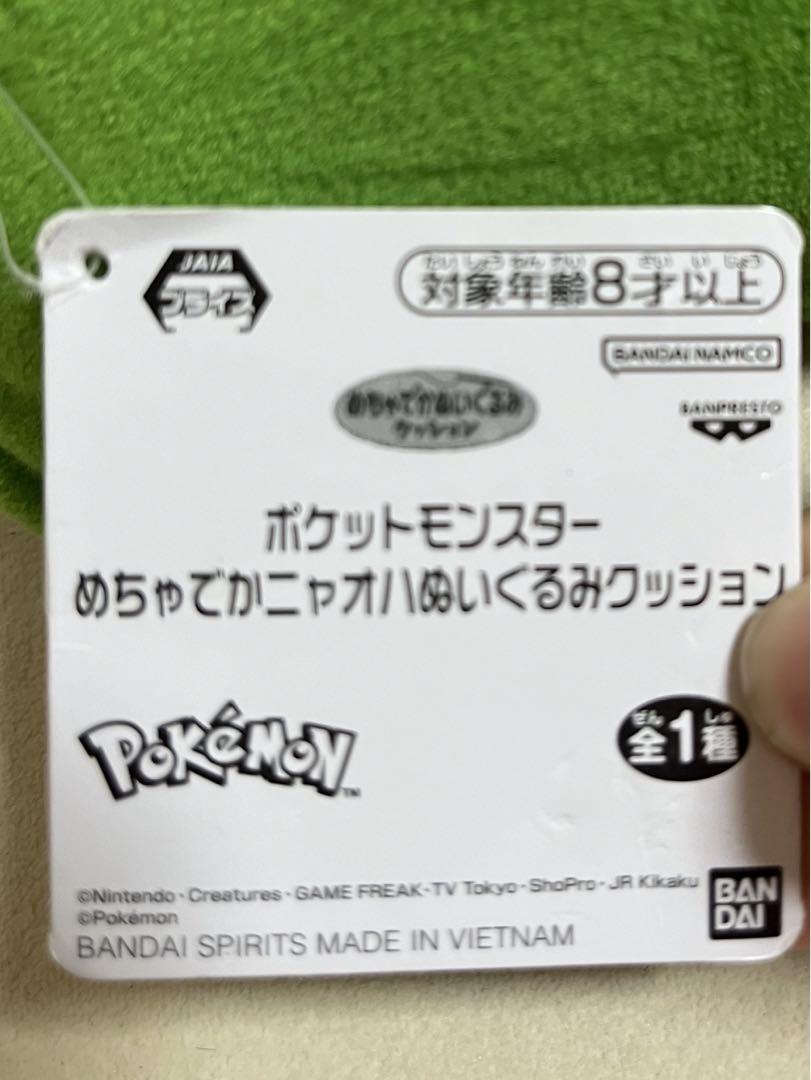 JAIA
プライズ
たいしょうねんれい さいいじょう
対象年齢8才以上
BANDAI NAMCO
BANPRESTO
めちゃでかぬいぐるみ
クッション
ポケットモンスター
めちゃでかニャオハぬいぐるみクッション
POKéMON™
ぜん しゅ
全1種
©Nintendo・Creatures・GAME FREAK・TV Tokyo・ShoPro・JR Kikaku
©Pokémon
BANDAI SPIRITS MADE IN VIETNAM
BAN
DAI